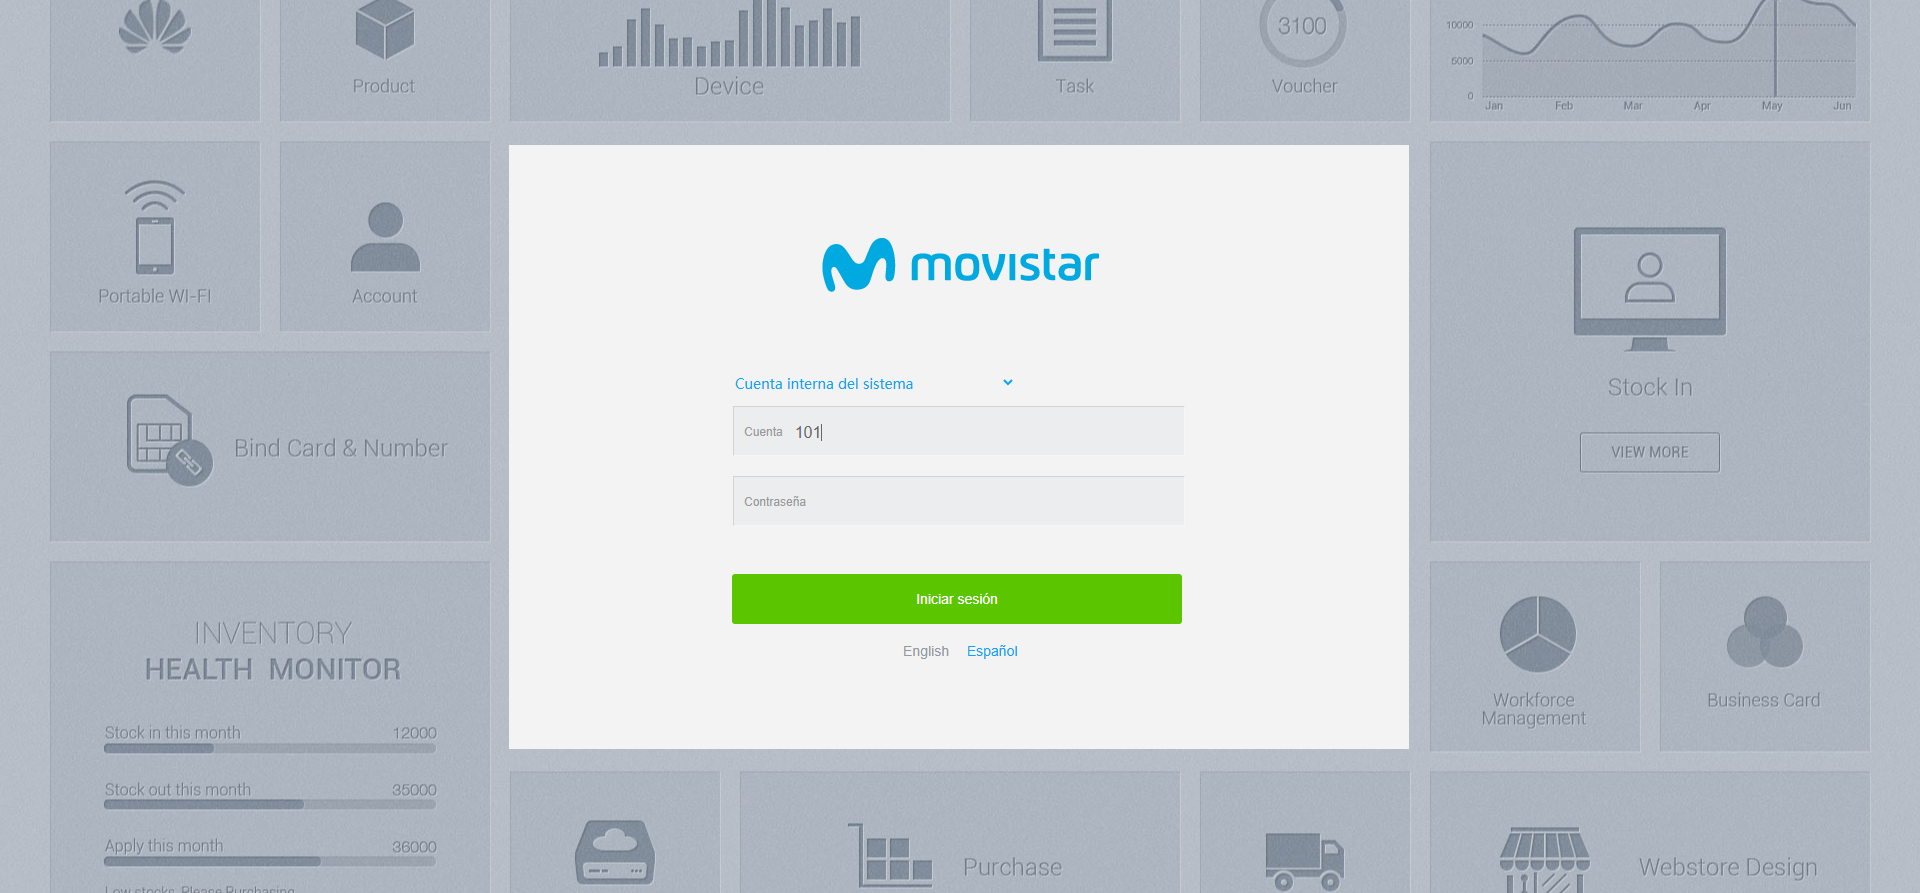 3100
10000
5000
0
Jan Feb Mar Apr May Jun
Product
Device
Task
Voucher
Portable WI-FI
Account
movistar
Cuenta interna del sistema
Cuenta 101
Contraseña
Iniciar sesión
English Español
Bind Card & Number
Stock In
VIEW MORE
INVENTORY
HEALTH MONITOR
Stock in this month 12000
Stock out this month 35000
Apply this month 36000
Low stocks, Please Purchasing
Workforce
Management
Business Card
Purchase
Webstore Design